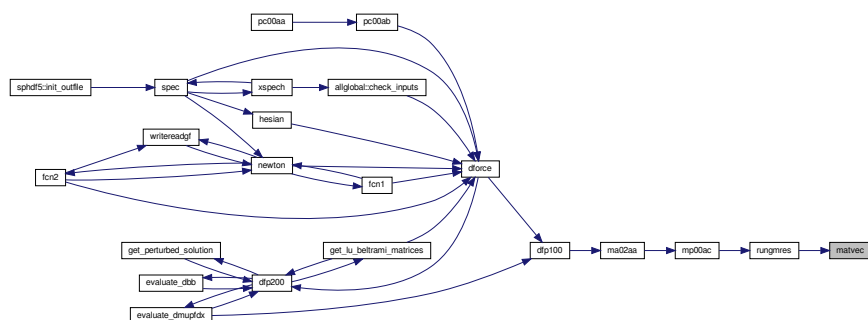 pc00aa
pc00ab
sphdf5::init_outfile
spec
xspech
allglobal::check_inputs
hesian
writereadgf
newton
dforce
fcn2
fcn1
get_perturbed_solution
get_lu_beltrami_matrices
dfp100
ma02aa
mp00ac
rungmres
matvec
evaluate_dbb
dfp200
evaluate_dmupfdx